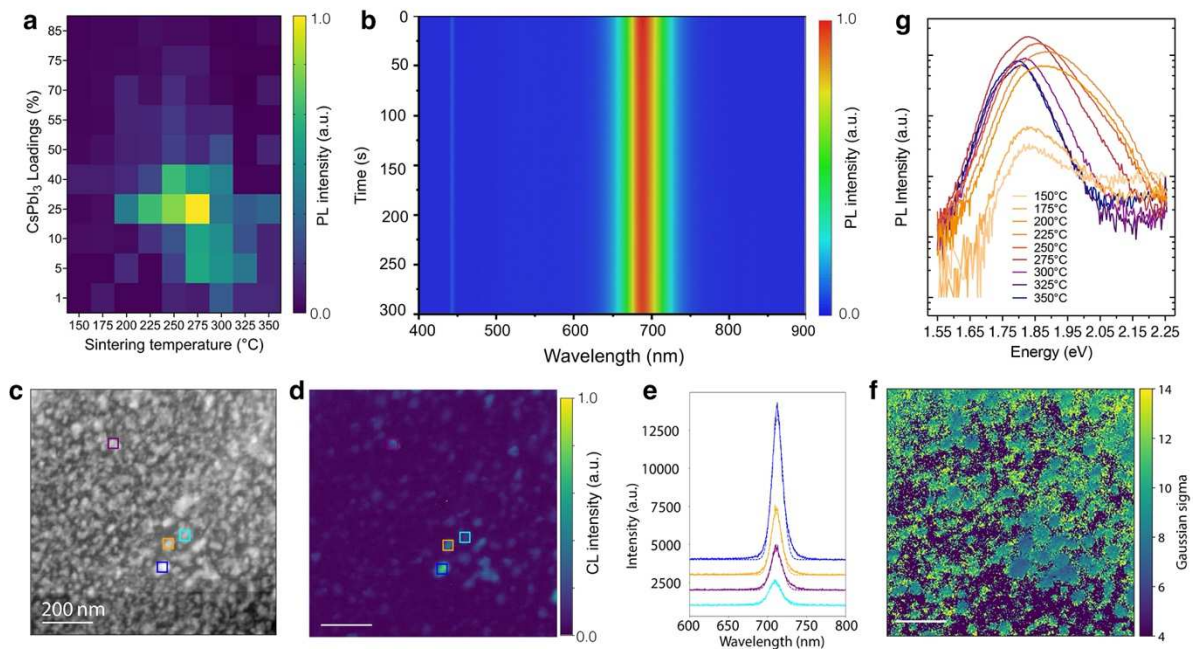 a
CsPbI3 Loadings (%)
85
75
70
55
50
40
25
10
5
1
150
175
200
225
250
275
300
325
350
Sintering temperature (°C)
1.0
PL intensity (a.u.)
0.0
b
Time (s)
0
50
100
150
200
250
300
400
500
600
700
800
900
Wavelength (nm)
1.0
PL intensity (a.u.)
0.0
g
PL Intensity (a.u.)
150°C
175°C
200°C
225°C
250°C
275°C
300°C
325°C
350°C
1.55
1.65
1.75
1.85
1.95
2.05
2.15
2.25
Energy (eV)
c
200 nm
d
1.0
CL intensity (a.u.)
0.0
e
Intensity (a.u.)
12500
10000
7500
5000
2500
600
700
800
Wavelength (nm)
f
14
12
10
8
6
4
Gaussian sigma